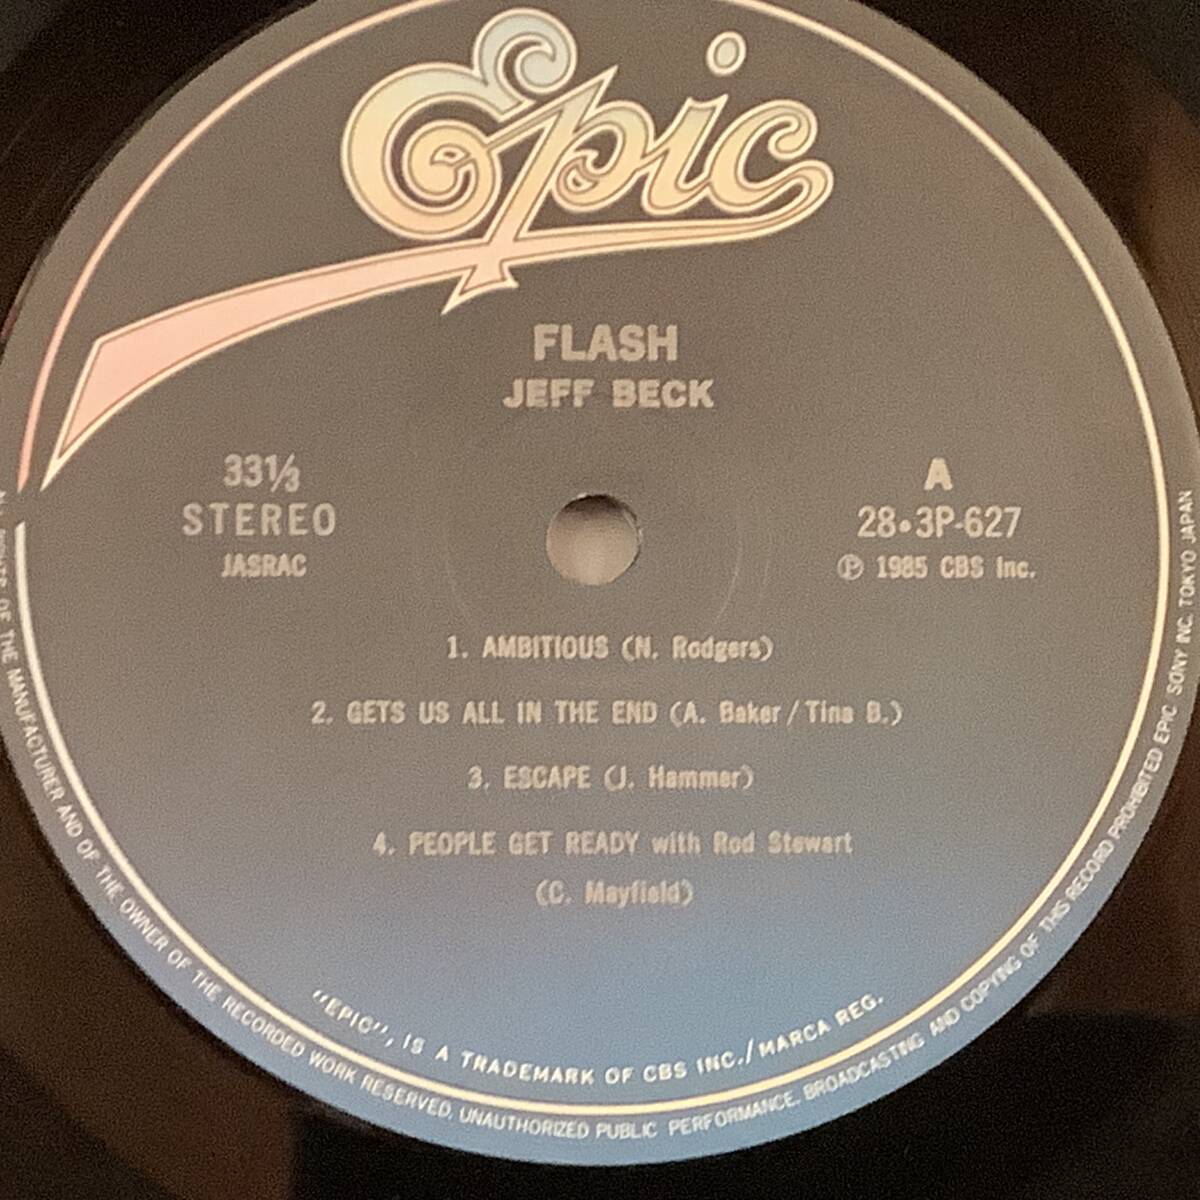 Epic
FLASH
JEFF BECK
33⅓
STEREO
JASRAC
A
28•3P-627
Ⓟ 1985 CBS Inc.
1. AMBITIOUS (N. Rodgers)
2. GETS US ALL IN THE END (A. Baker / Tina B.)
3. ESCAPE (J. Hammer)
4. PEOPLE GET READY with Rod Stewart
(C. Mayfield)
"EPIC", IS A TRADEMARK OF CBS INC./MARCA REG.
ALL RIGHTS OF THE MANUFACTURER AND OF THE OWNER OF THE RECORDED WORK RESERVED. UNAUTHORIZED PUBLIC PERFORMANCE. BROADCASTING AND COPYING OF THIS RECORD PROHIBITED EPIC SONY INC. TOKYO JAPAN